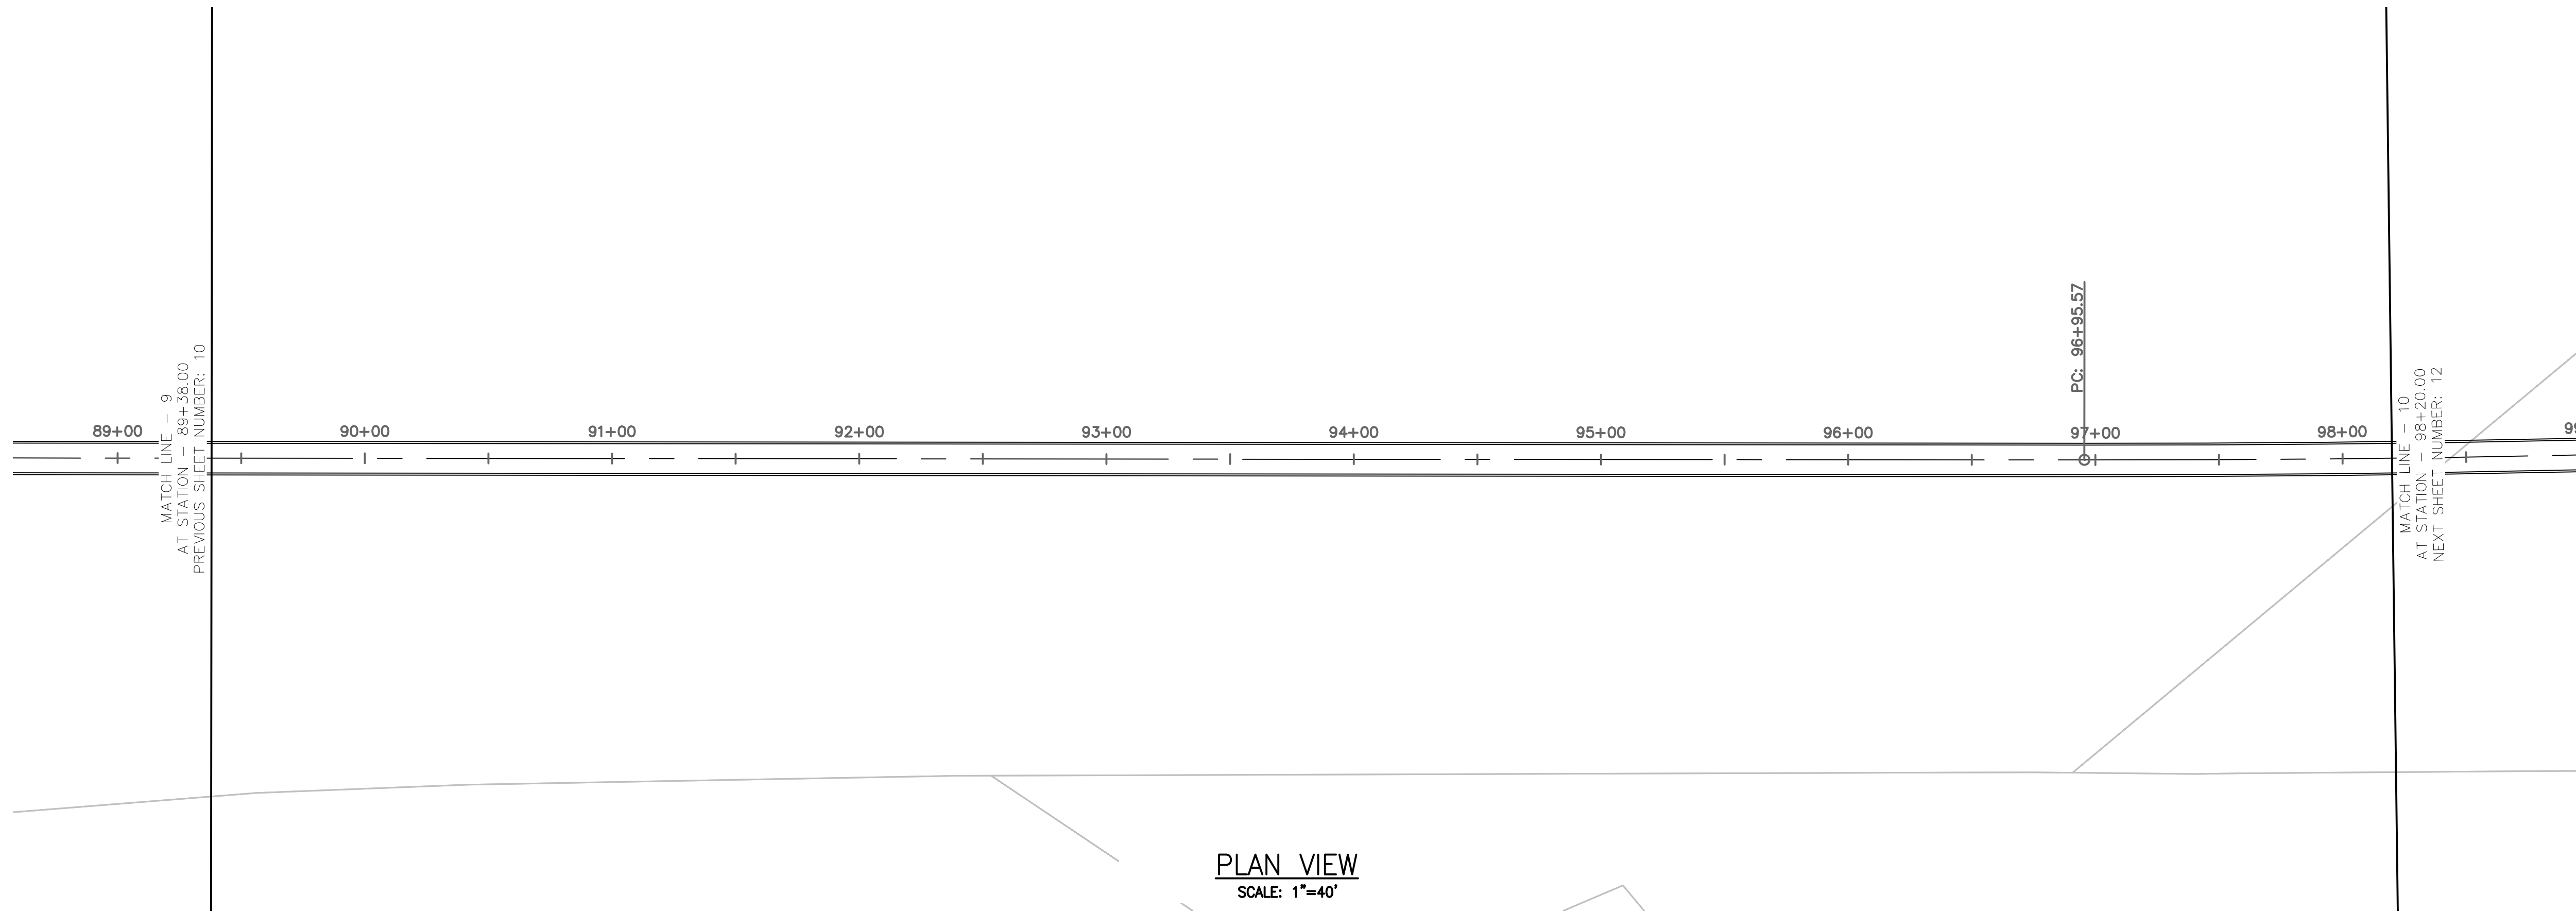 MATCH LINE - 9
AT STATION - 89+38.00
PREVIOUS SHEET NUMBER: 10
89+00
90+00
91+00
92+00
93+00
94+00
95+00
96+00
PC: 96+95.57
97+00
98+00
MATCH LINE - 10
AT STATION - 98+20.00
NEXT SHEET NUMBER: 12
99
PLAN VIEW
SCALE: 1"=40'